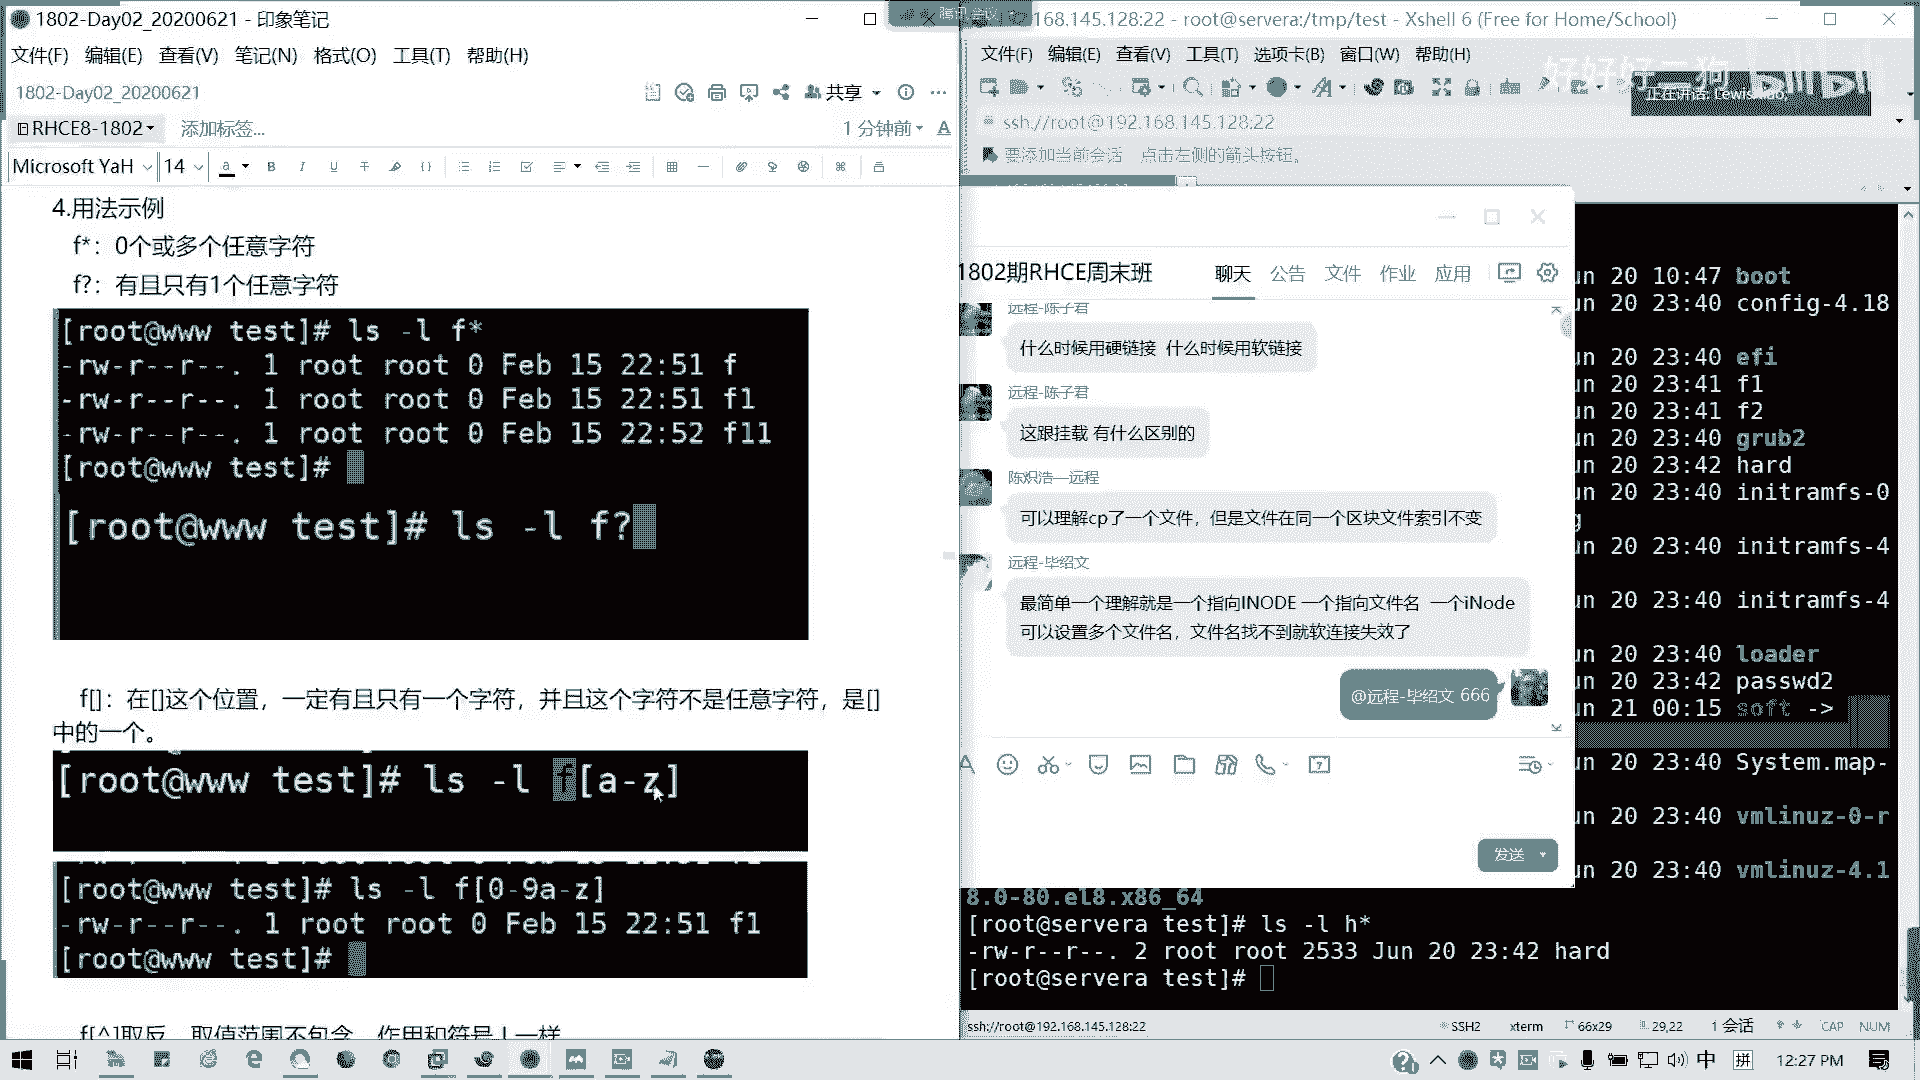 1802-Day02_20200621 - 印象笔记
文件(F) 编辑(E) 查看(V) 笔记(N) 格式(O) 工具(T) 帮助(H)
1802-Day02_20200621
共享
RHCE8-1802
添加标签...
1 分钟前
Microsoft YaH 14
4.用法示例
f*：0个或多个任意字符
f?：有且只有1个任意字符
[root@www test]# ls -l f*
-rw-r--r--. 1 root root 0 Feb 15 22:51 f
-rw-r--r--. 1 root root 0 Feb 15 22:51 f1
-rw-r--r--. 1 root root 0 Feb 15 22:52 f11
[root@www test]#
[root@www test]# ls -l f?
f[]：在[]这个位置，一定有且只有一个字符，并且这个字符不是任意字符，是[]
中的一个。
[root@www test]# ls -l f[a-z]
[root@www test]# ls -l f[0-9a-z]
-rw-r--r--. 1 root root 0 Feb 15 22:51 f1
[root@www test]#
f[^]取反，取值范围不包含，作用和符号！一样
腾讯会议
168.145.128:22 - root@servera:/tmp/test - Xshell 6 (Free for Home/School)
文件(F) 编辑(E) 查看(V) 工具(T) 选项卡(B) 窗口(W) 帮助(H)
好好好二狗
bilibili
正在讲话:
ssh://root@192.168.145.128:22
要添加当前会话，点击左侧的箭头按钮。
1802期RHCE周末班
聊天 公告 文件 作业 应用
远程-陈子君
什么时候用硬链接 什么时候用软链接
远程-陈子君
这跟挂载 有什么区别的
陈炽浩—远程
可以理解cp了一个文件，但是文件在同一个区块文件索引不变
远程-毕绍文
最简单一个理解就是一个指向INODE 一个指向文件名 一个iNode
可以设置多个文件名，文件名找不到就软连接失效了
@远程-毕绍文 666
发送
un 20 10:47 boot
un 20 23:40 config-4.18
un 20 23:40 efi
un 20 23:41 f1
un 20 23:41 f2
un 20 23:40 grub2
un 20 23:42 hard
un 20 23:40 initramfs-0
g
un 20 23:40 initramfs-4
un 20 23:40 initramfs-4
un 20 23:40 loader
un 20 23:42 passwd2
un 21 00:15 soft ->
un 20 23:40 System.map-
un 20 23:40 vmlinuz-0-r
un 20 23:40 vmlinuz-4.1
8.0-80.el8.x86_64
[root@servera test]# ls -l h*
-rw-r--r--. 2 root root 2533 Jun 20 23:42 hard
[root@servera test]#
ssh://root@192.168.145.128:22
SSH2 xterm 66x29 29,22 1 会话 CAP NUM
中 拼 12:27 PM